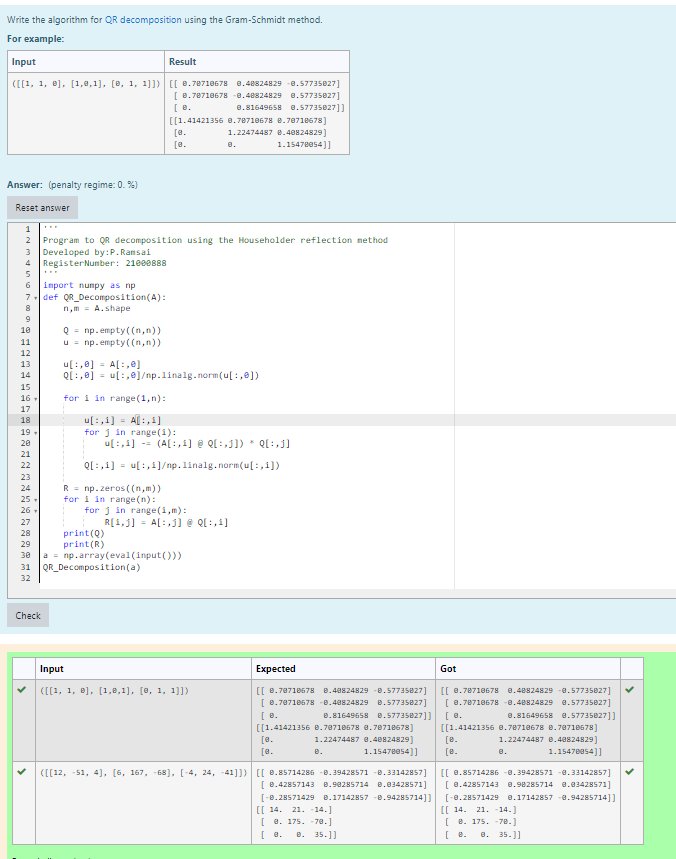 Write the algorithm for QR decomposition using the Gram-Schmidt method.
For example:
Input Result
([[1, 1, 0], [1,0,1], [0, 1, 1]]) [[ 0.70710678 0.40824829 -0.57735027]
[ 0.70710678 -0.40824829 0.57735027]
[ 0. 0.81649658 0.57735027]]
[[1.41421356 0.70710678 0.70710678]
[0. 1.22474487 0.40824829]
[0. 0. 1.15470054]]
Answer: (penalty regime: 0. %)
Reset answer
1 '''
2 Program to QR decomposition using the Householder reflection method
3 Developed by:P.Ramsai
4 RegisterNumber: 21000888
5 '''
6 import numpy as np
7 def QR_Decomposition(A):
8 n,m = A.shape
9
10 Q = np.empty((n,n))
11 u = np.empty((n,n))
12
13 u[:,0] = A[:,0]
14 Q[:,0] = u[:,0]/np.linalg.norm(u[:,0])
15
16 for i in range(1,n):
17
18 u[:,i] = A[:,i]
19 for j in range(i):
20 u[:,i] -= (A[:,i] @ Q[:,j]) * Q[:,j]
21
22 Q[:,i] = u[:,i]/np.linalg.norm(u[:,i])
23
24 R = np.zeros((n,m))
25 for i in range(n):
26 for j in range(i,m):
27 R[i,j] = A[:,j] @ Q[:,i]
28 print(Q)
29 print(R)
30 a = np.array(eval(input()))
31 QR_Decomposition(a)
32
Check
Input Expected Got
([[1, 1, 0], [1,0,1], [0, 1, 1]]) [[ 0.70710678 0.40824829 -0.57735027] [[ 0.70710678 0.40824829 -0.57735027]
[ 0.70710678 -0.40824829 0.57735027] [ 0.70710678 -0.40824829 0.57735027]
[ 0. 0.81649658 0.57735027]] [ 0. 0.81649658 0.57735027]]
[[1.41421356 0.70710678 0.70710678] [[1.41421356 0.70710678 0.70710678]
[0. 1.22474487 0.40824829] [0. 1.22474487 0.40824829]
[0. 0. 1.15470054]] [0. 0. 1.15470054]]
([[12, -51, 4], [6, 167, -68], [-4, 24, -41]]) [[ 0.85714286 -0.39428571 -0.33142857] [[ 0.85714286 -0.39428571 -0.33142857]
[ 0.42857143 0.90285714 0.03428571] [ 0.42857143 0.90285714 0.03428571]
[-0.28571429 0.17142857 -0.94285714]] [-0.28571429 0.17142857 -0.94285714]]
[[ 14. 21. -14.] [[ 14. 21. -14.]
[ 0. 175. -70.] [ 0. 175. -70.]
[ 0. 0. 35.]] [ 0. 0. 35.]]